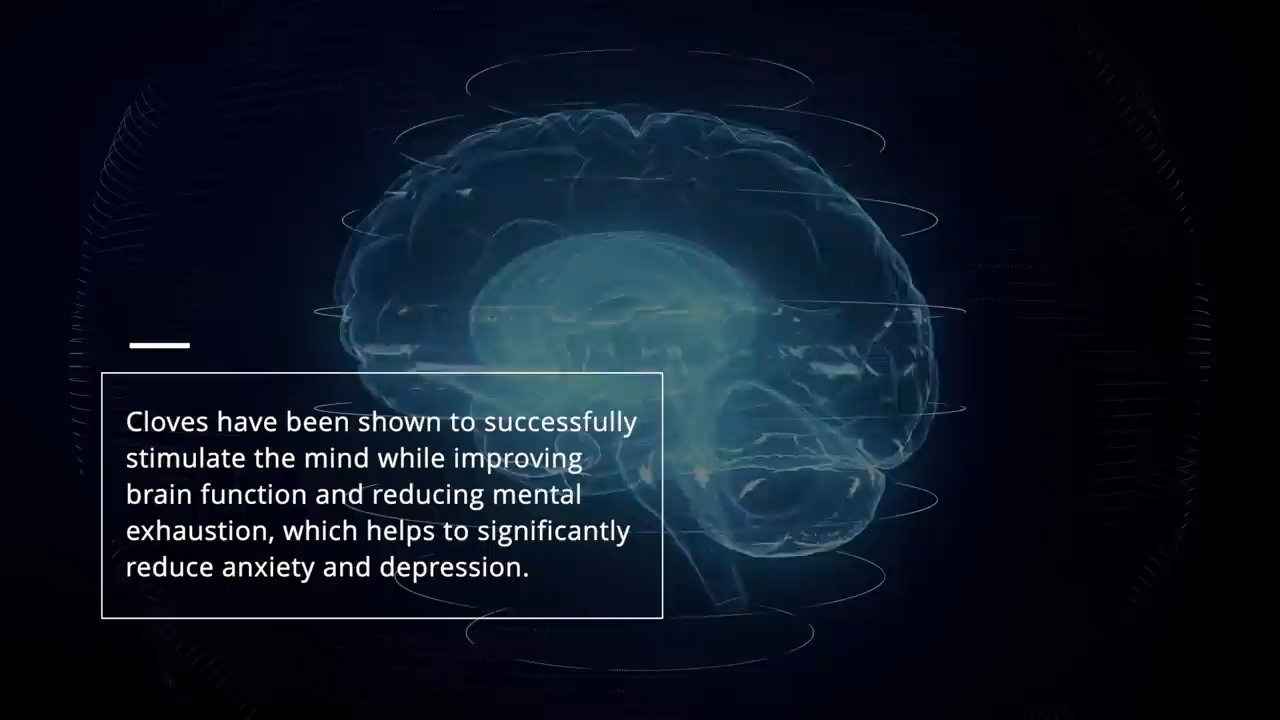 Cloves have been shown to successfully
stimulate the mind while improving
brain function and reducing mental
exhaustion, which helps to significantly
reduce anxiety and depression.